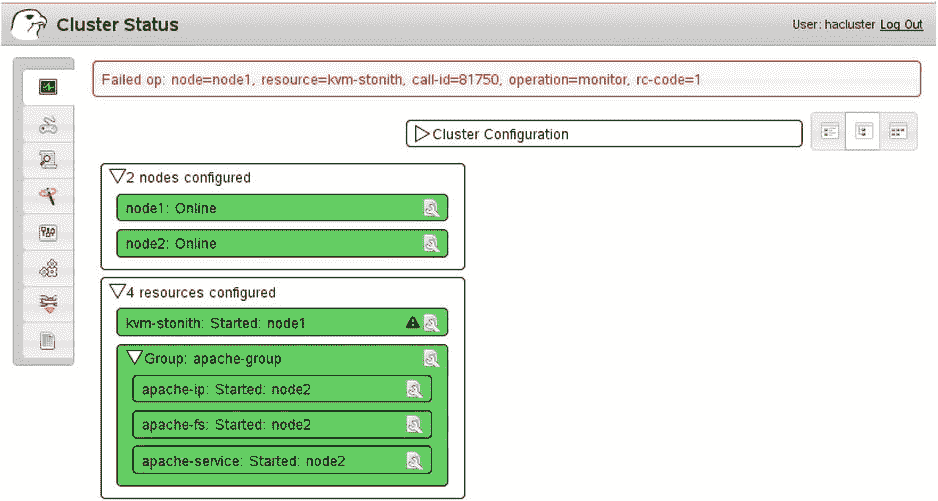 Cluster Status
User: hacluster Log Out
Failed op: node=node1, resource=kvm-stonith, call-id=81750, operation=monitor, rc-code=1
Cluster Configuration
2 nodes configured
node1: Online
node2: Online
4 resources configured
kvm-stonith: Started: node1
Group: apache-group
apache-ip: Started: node2
apache-fs: Started: node2
apache-service: Started: node2